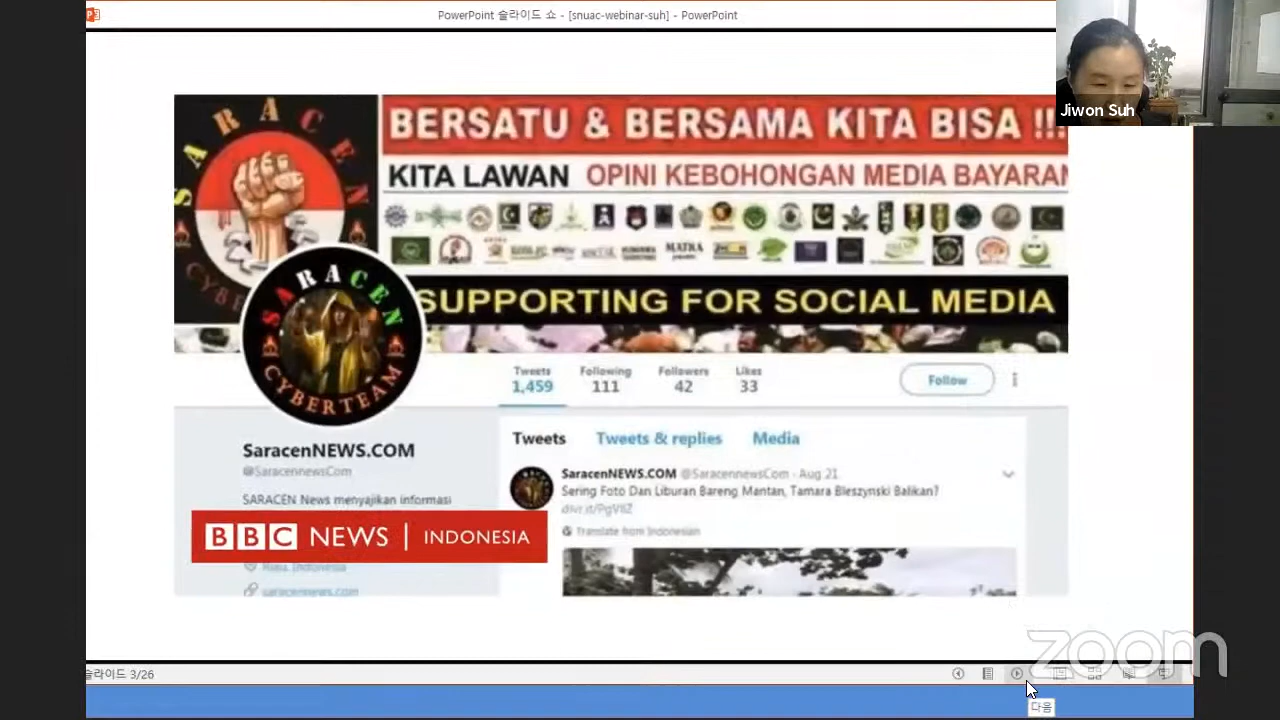 PowerPoint 슬라이드 쇼 - [snuac-webinar-suh] - PowerPoint
Jiwon Suh
SARACEN
BERSATU & BERSAMA KITA BISA !!!
KITA LAWAN OPINI KEBOHONGAN MEDIA BAYARAN
MATRA
SUPPORTING FOR SOCIAL MEDIA
SARACEN
CYBERTEAM
Tweets Following Followers Likes
1,459 111 42 33
Follow
SaracenNEWS.COM
@SaracennewsCom
SARACEN News menyajikan informasi
Riau, Indonesia
saracennews.com
Tweets Tweets & replies Media
SaracenNEWS.COM @SaracennewsCom · Aug 21
Sering Foto Dan Liburan Bareng Mantan, Tamara Bleszynski Balikan?
Translate from Indonesian
BBC NEWS | INDONESIA
슬라이드 3/26
zoom
다음